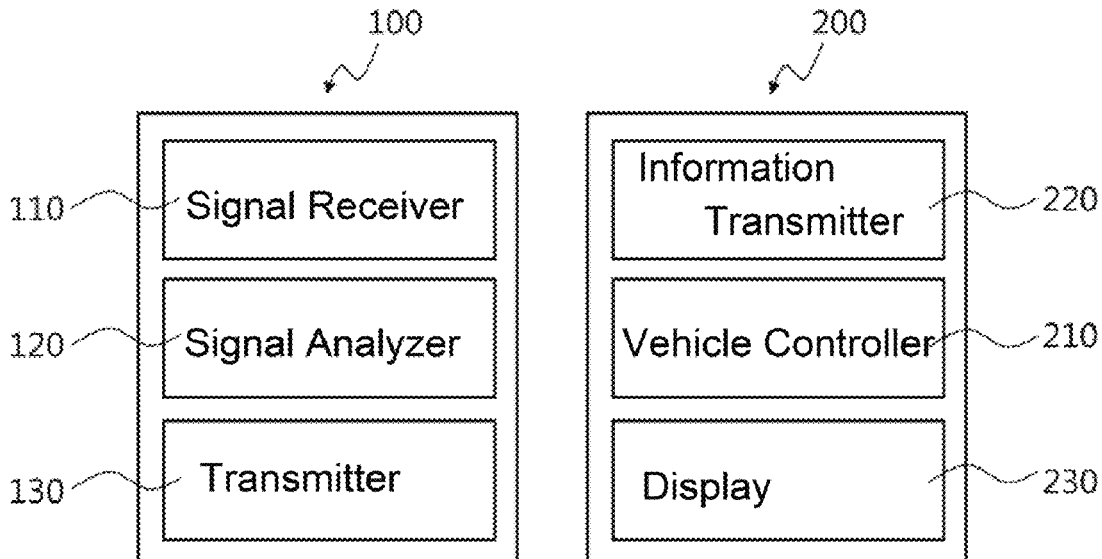 100
200
110
Signal Receiver
Information
Transmitter
220
120
Signal Analyzer
Vehicle Controller
210
130
Transmitter
Display
230